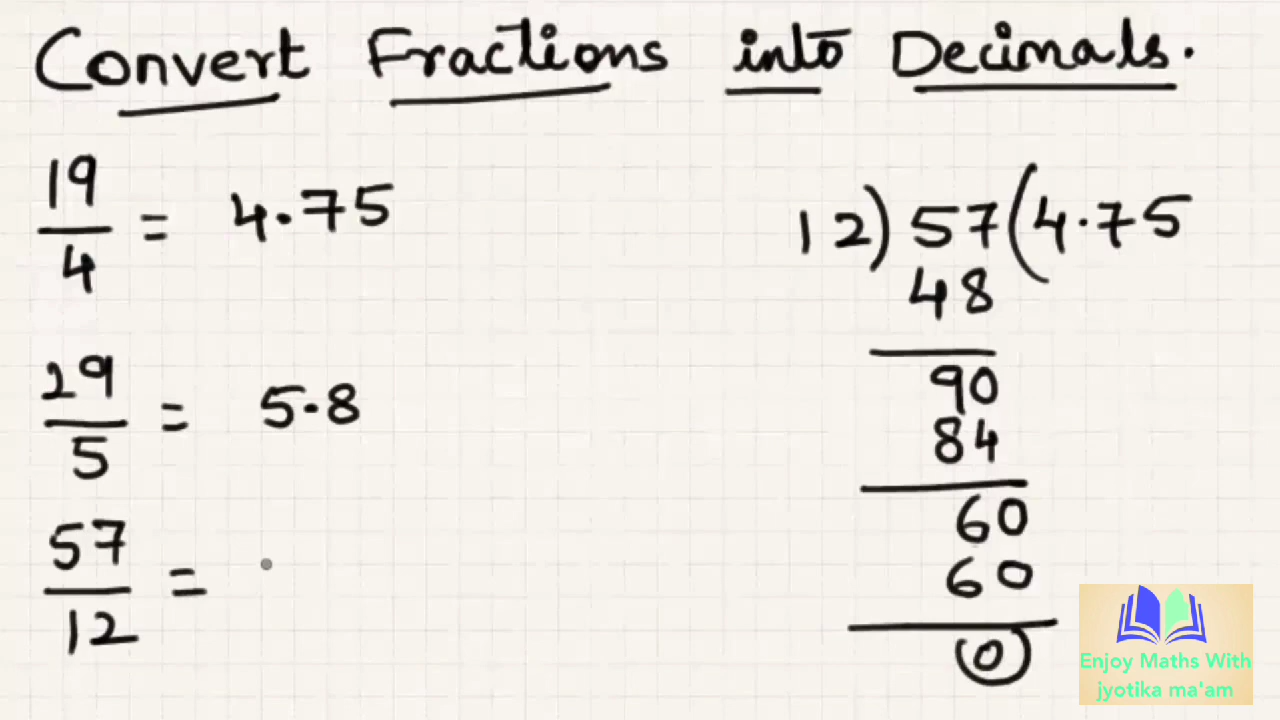 Convert Fractions into Decimals.
19/4 = 4.75
29/5 = 5.8
57/12 =
12)57(4.75
48
90
84
60
60
0
Enjoy Maths With
jyotika ma'am